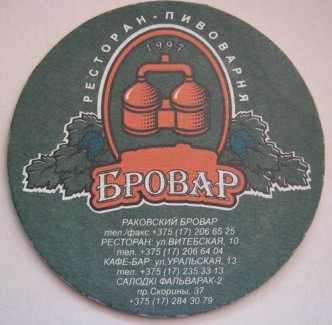 РЕСТОРАН - ПИВОВАРНЯ
1997
БРОВАР
РАКОВСКИЙ БРОВАР
тел./факс +375 (17) 206 65 25
РЕСТОРАН: ул.ВИТЕБСКАЯ, 10
тел. +375 (17) 206 64 04
КАФЕ-БАР: ул.УРАЛЬСКАЯ, 13
тел. +375 (17) 235 33 13
САЛОДКІ ФАЛЬВАРАК-2
пр.Скорины, 37
+375 (17) 284 30 79